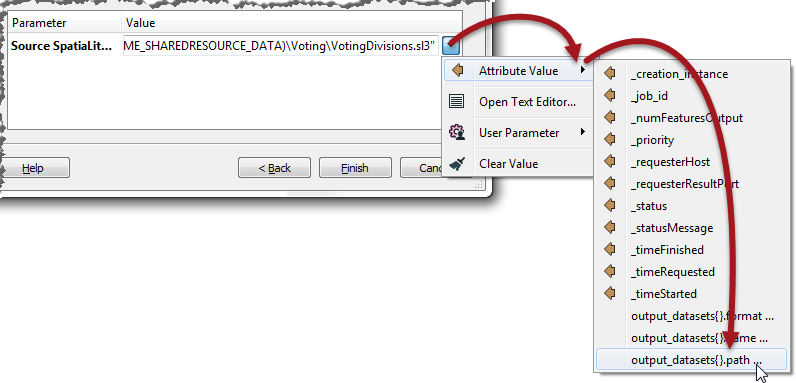 Parameter Value
Source SpatiaLit... ME_SHAREDRESOURCE_DATA)\Voting\VotingDivisions.sl3"
Help < Back Finish Canc
Attribute Value
Open Text Editor...
User Parameter
Clear Value
_creation_instance
_job_id
_numFeaturesOutput
_priority
_requesterHost
_requesterResultPort
_status
_statusMessage
_timeFinished
_timeRequested
_timeStarted
output_datasets{}.format ...
output_datasets{}.name ...
output_datasets{}.path ...